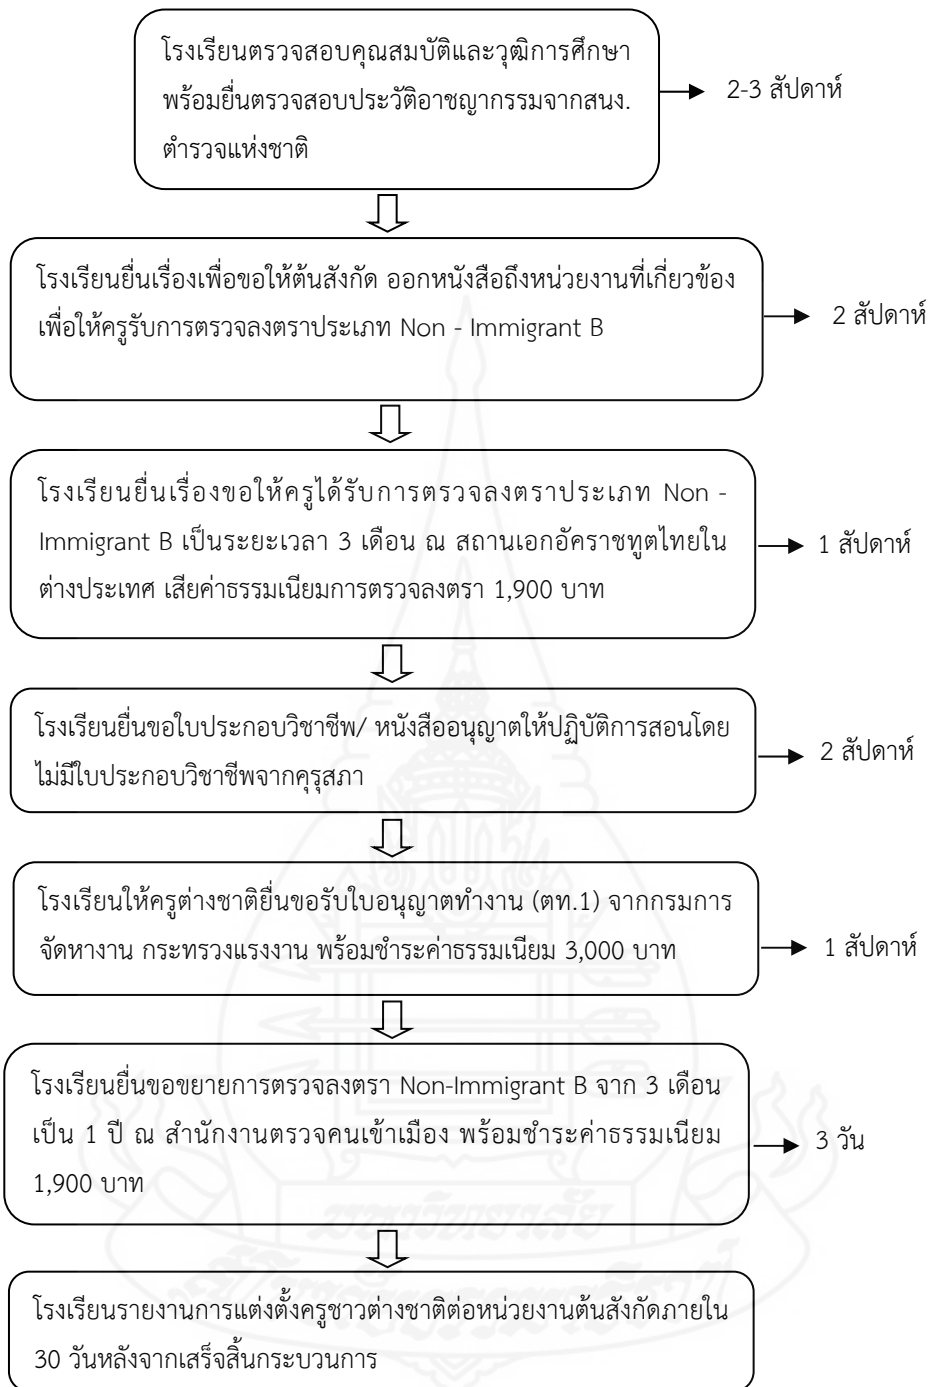 โรงเรียนตรวจสอบคุณสมบัติและวุฒิการศึกษา
พร้อมยื่นตรวจสอบประวัติอาชญากรรมจากสนง.
ตำรวจแห่งชาติ
2-3 สัปดาห์
โรงเรียนยื่นเรื่องเพื่อขอให้ต้นสังกัด ออกหนังสือถึงหน่วยงานที่เกี่ยวข้อง
เพื่อให้ครูรับการตรวจลงตราประเภท Non - Immigrant B
2 สัปดาห์
โรงเรียนยื่นเรื่องขอให้ครูได้รับการตรวจลงตราประเภท Non -
Immigrant B เป็นระยะเวลา 3 เดือน ณ สถานเอกอัคราชทูตไทยใน
ต่างประเทศ เสียค่าธรรมเนียมการตรวจลงตรา 1,900 บาท
1 สัปดาห์
โรงเรียนยื่นขอใบประกอบวิชาชีพ/ หนังสืออนุญาตให้ปฏิบัติการสอนโดย
ไม่มีใบประกอบวิชาชีพจากคุรุสภา
2 สัปดาห์
โรงเรียนให้ครูต่างชาติยื่นขอรับใบอนุญาตทำงาน (ตท.1) จากกรมการ
จัดหางาน กระทรวงแรงงาน พร้อมชำระค่าธรรมเนียม 3,000 บาท
1 สัปดาห์
โรงเรียนยื่นขอขยายการตรวจลงตรา Non-Immigrant B จาก 3 เดือน
เป็น 1 ปี ณ สำนักงานตรวจคนเข้าเมือง พร้อมชำระค่าธรรมเนียม
1,900 บาท
3 วัน
มหาวิทยาลัย
สุโขทัยธรรมาธิราช
โรงเรียนรายงานการแต่งตั้งครูชาวต่างชาติต่อหน่วยงานต้นสังกัดภายใน
30 วันหลังจากเสร็จสิ้นกระบวนการ